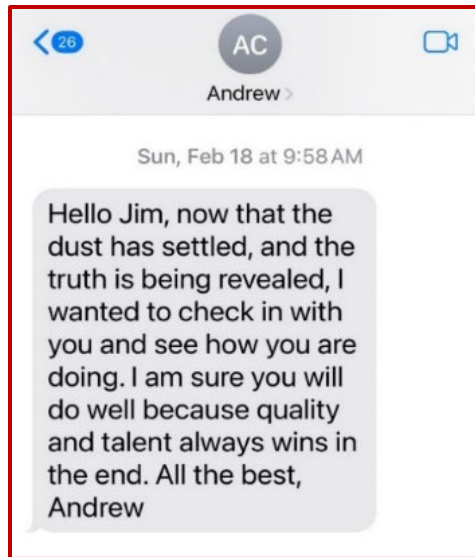 26
AC
Andrew >
Sun, Feb 18 at 9:58 AM
Hello Jim, now that the
dust has settled, and the
truth is being revealed, I
wanted to check in with
you and see how you are
doing. I am sure you will
do well because quality
and talent always wins in
the end. All the best,
Andrew